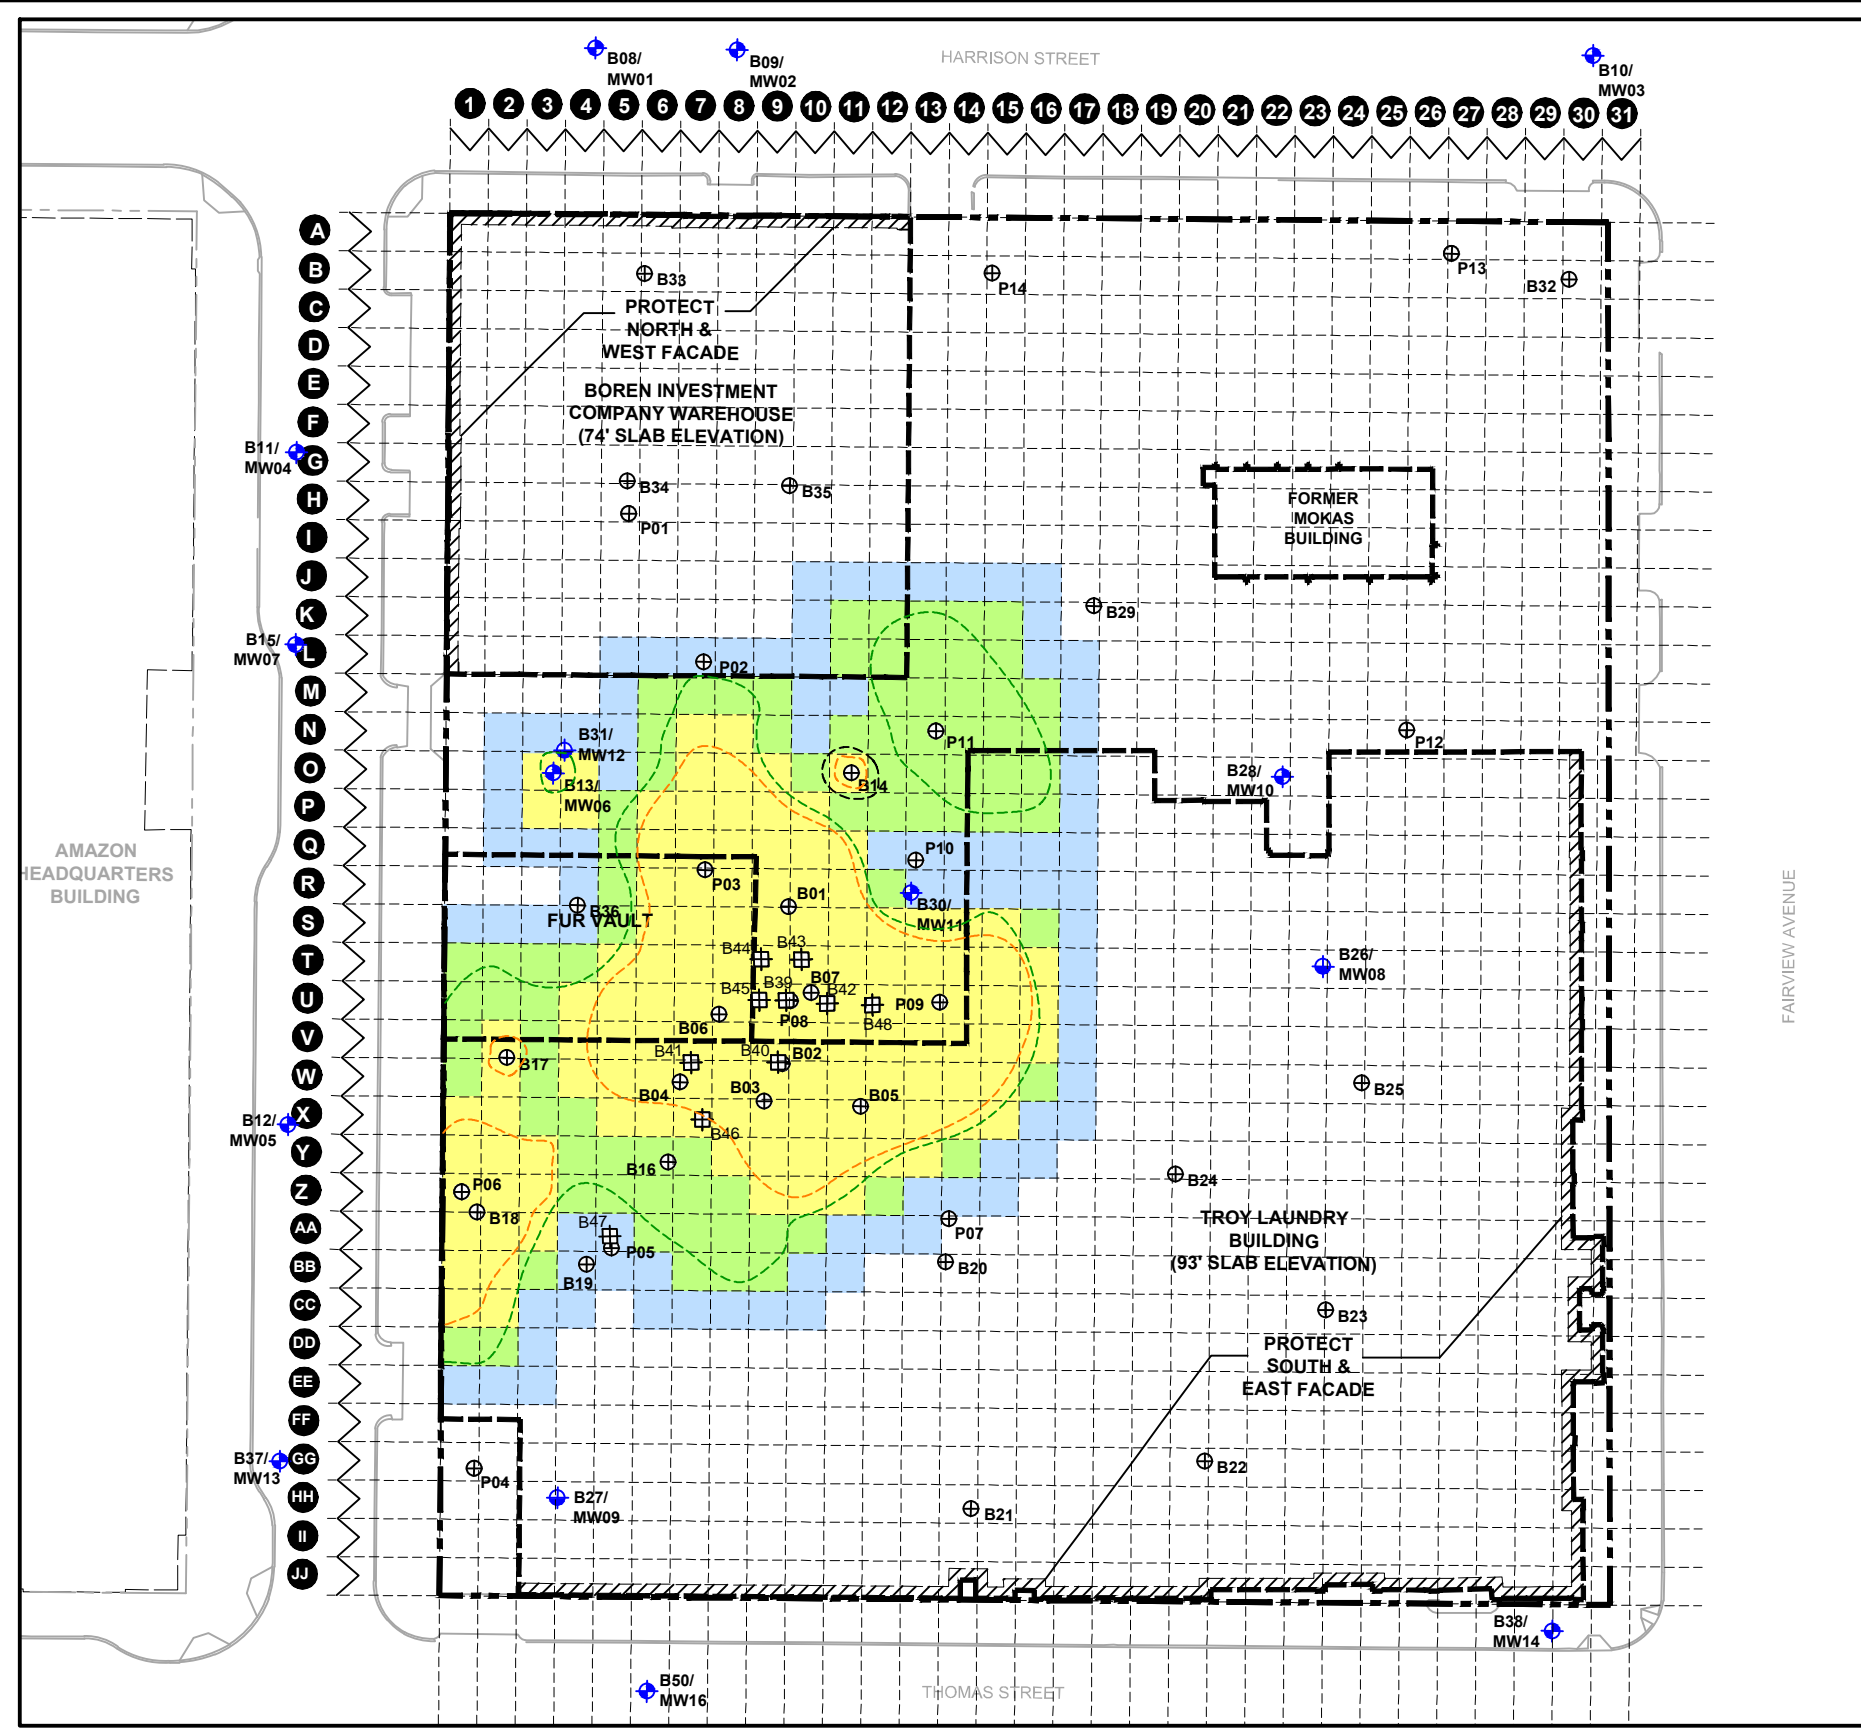 B08/
MW01
B09/
MW02
HARRISON STREET
B10/
MW03
1 2 3 4 5 6 7 8 9 10 11 12 13 14 15 16 17 18 19 20 21 22 23 24 25 26 27 28 29 30 31
A
B
C
D
E
F
G
H
I
J
K
L
M
N
O
P
Q
R
S
T
U
V
W
X
Y
Z
AA
BB
CC
DD
EE
FF
GG
HH
II
JJ
B33
P14
P13
B32
PROTECT
NORTH &
WEST FACADE
BOREN INVESTMENT
COMPANY WAREHOUSE
(74' SLAB ELEVATION)
B11/
MW04
B34
B35
P01
FORMER
MOKAS
BUILDING
B29
B15/
MW07
P02
B31/
MW12
P11
P12
B13/
MW06
B14
B28/
MW10
AMAZON
HEADQUARTERS
BUILDING
P10
P03
B01
B30/
MW11
B36
FUR VAULT
B44
B43
B26/
MW08
FAIRVIEW AVENUE
B07
B45
B39
B42
P09
P08
B48
B06
B41
B40
B02
B17
B04
B03
B05
B25
B12/
MW05
B46
B16
B24
P06
B18
B47
P05
P07
TROY LAUNDRY
BUILDING
(93' SLAB ELEVATION)
B19
B20
B23
PROTECT
SOUTH &
EAST FACADE
B37/
MW13
P04
B22
B27/
MW09
B21
B38/
MW14
B50/
MW16
THOMAS STREET